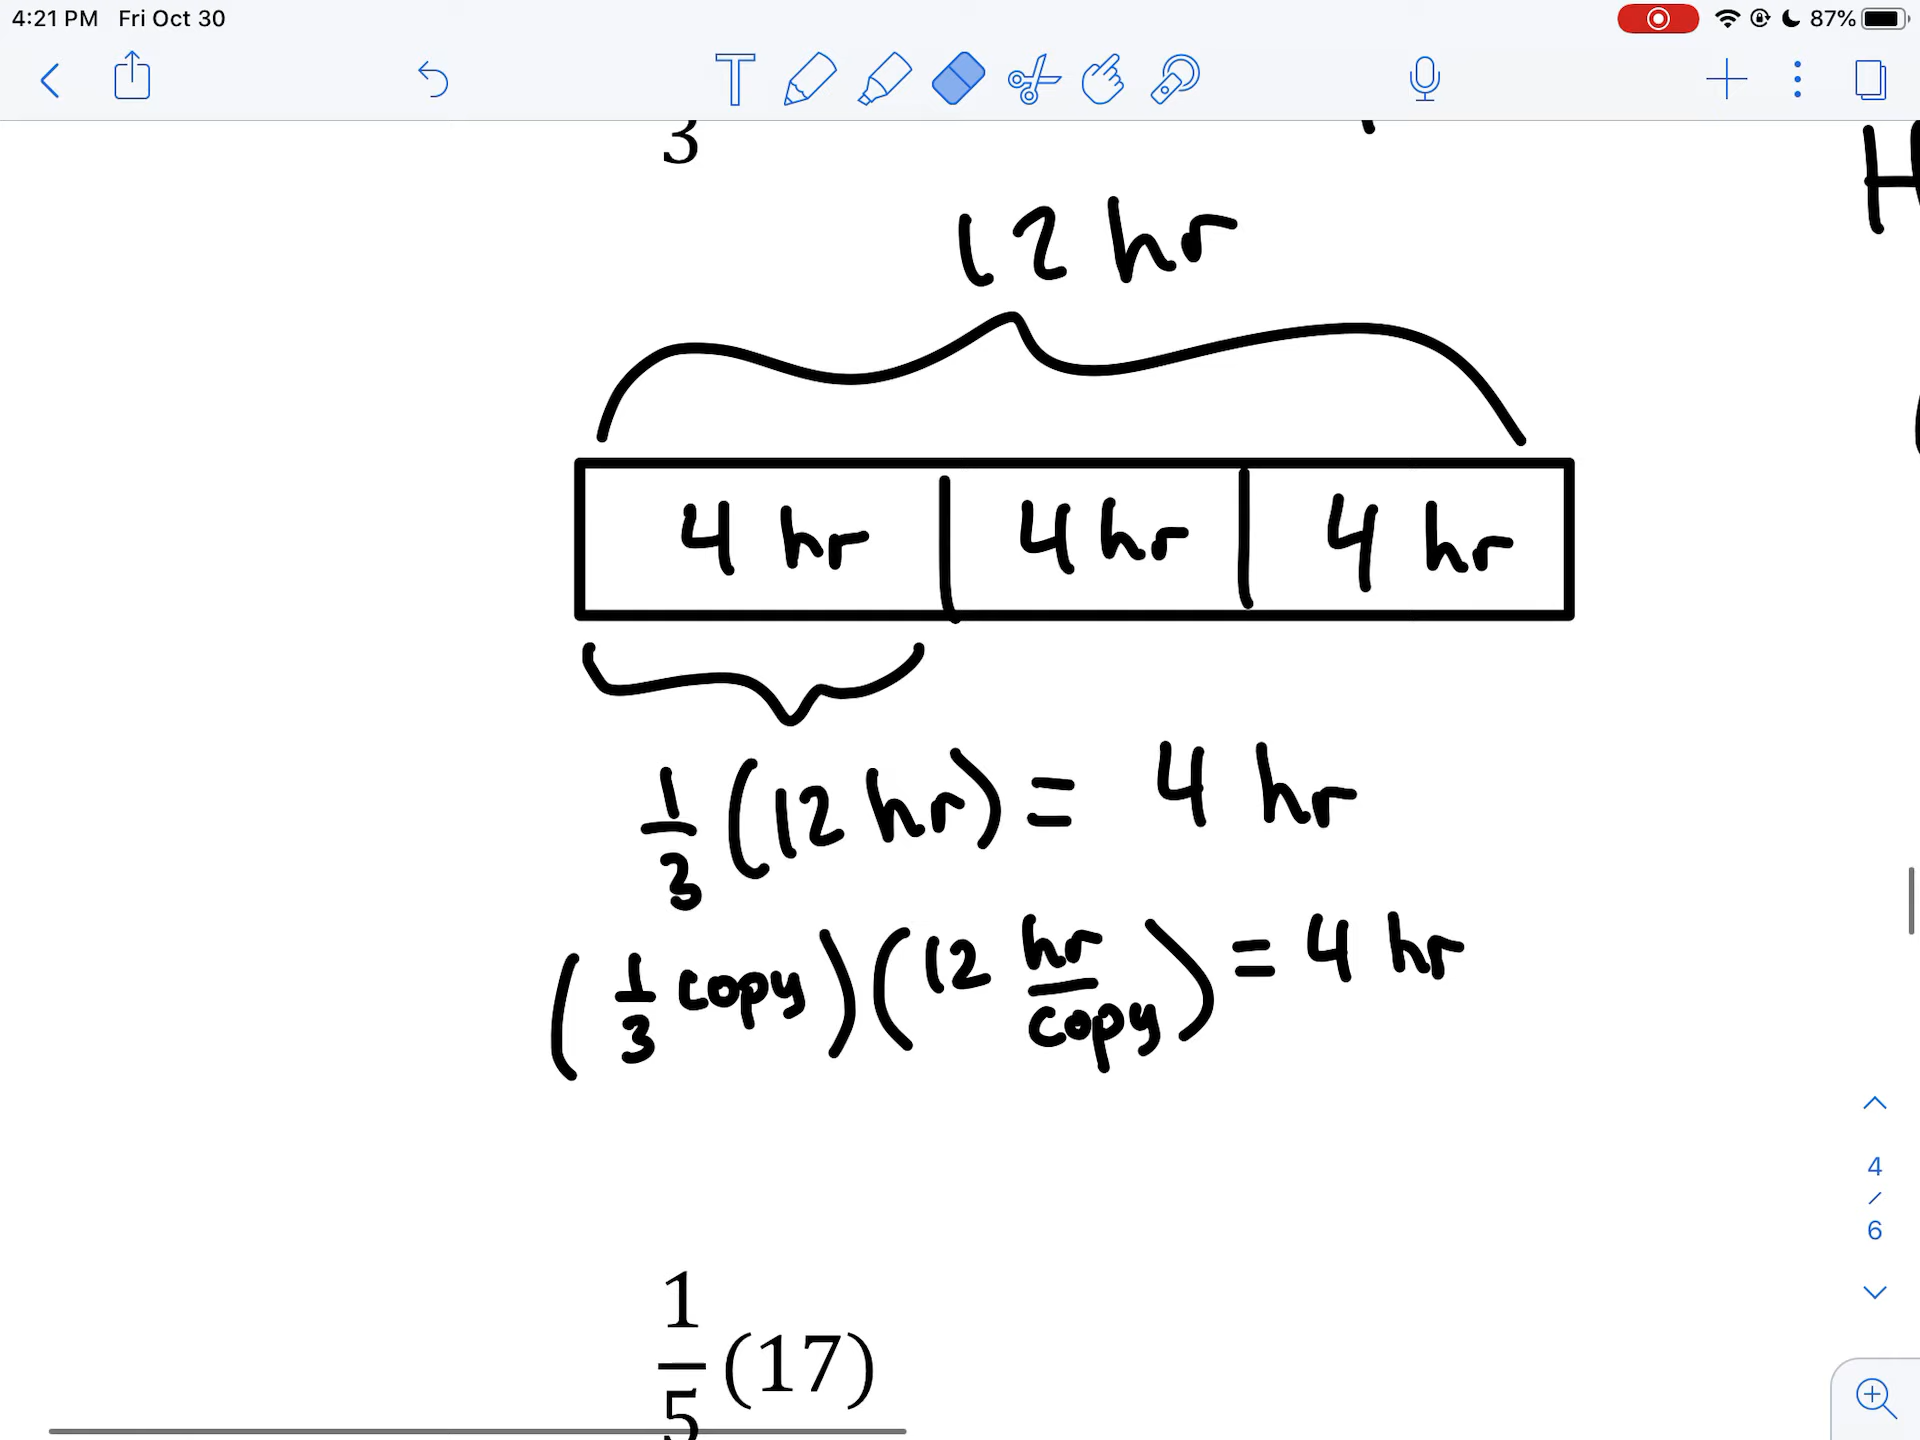 4:21 PM Fri Oct 30 87%
T
3
12 hr
H
4 hr 4 hr 4 hr
1/3 (12 hr) = 4 hr
(1/3 copy)(12 hr/copy) = 4 hr
4
/
6
1/5 (17)